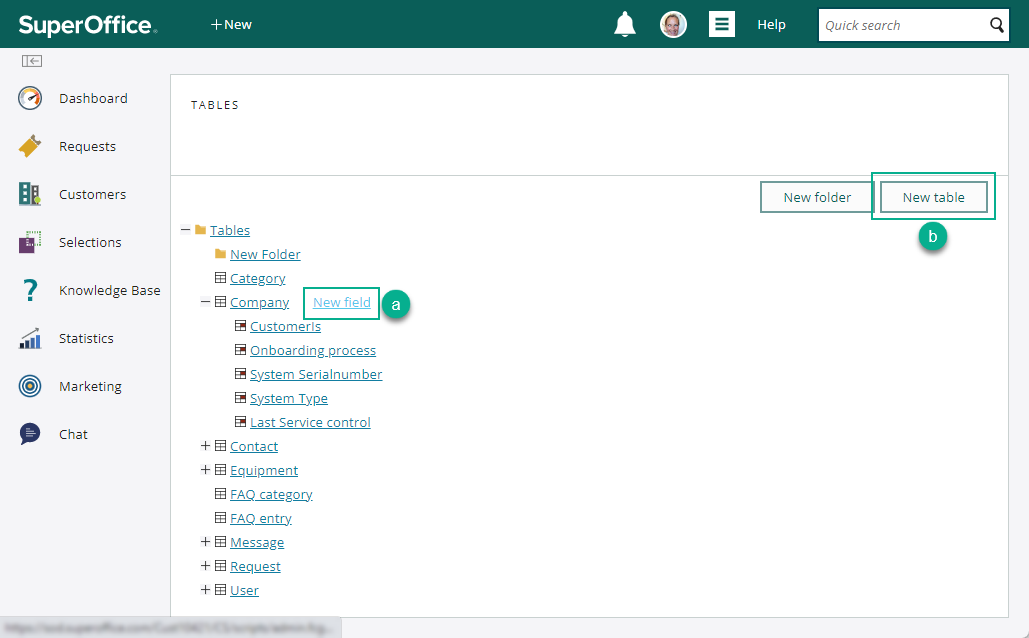 SuperOffice®
+ New
Help
Quick search
Dashboard
Requests
Customers
Selections
Knowledge Base
Statistics
Marketing
Chat
TABLES
New folder
New table
b
Tables
New Folder
Category
Company New field a
CustomerIs
Onboarding process
System Serialnumber
System Type
Last Service control
Contact
Equipment
FAQ category
FAQ entry
Message
Request
User